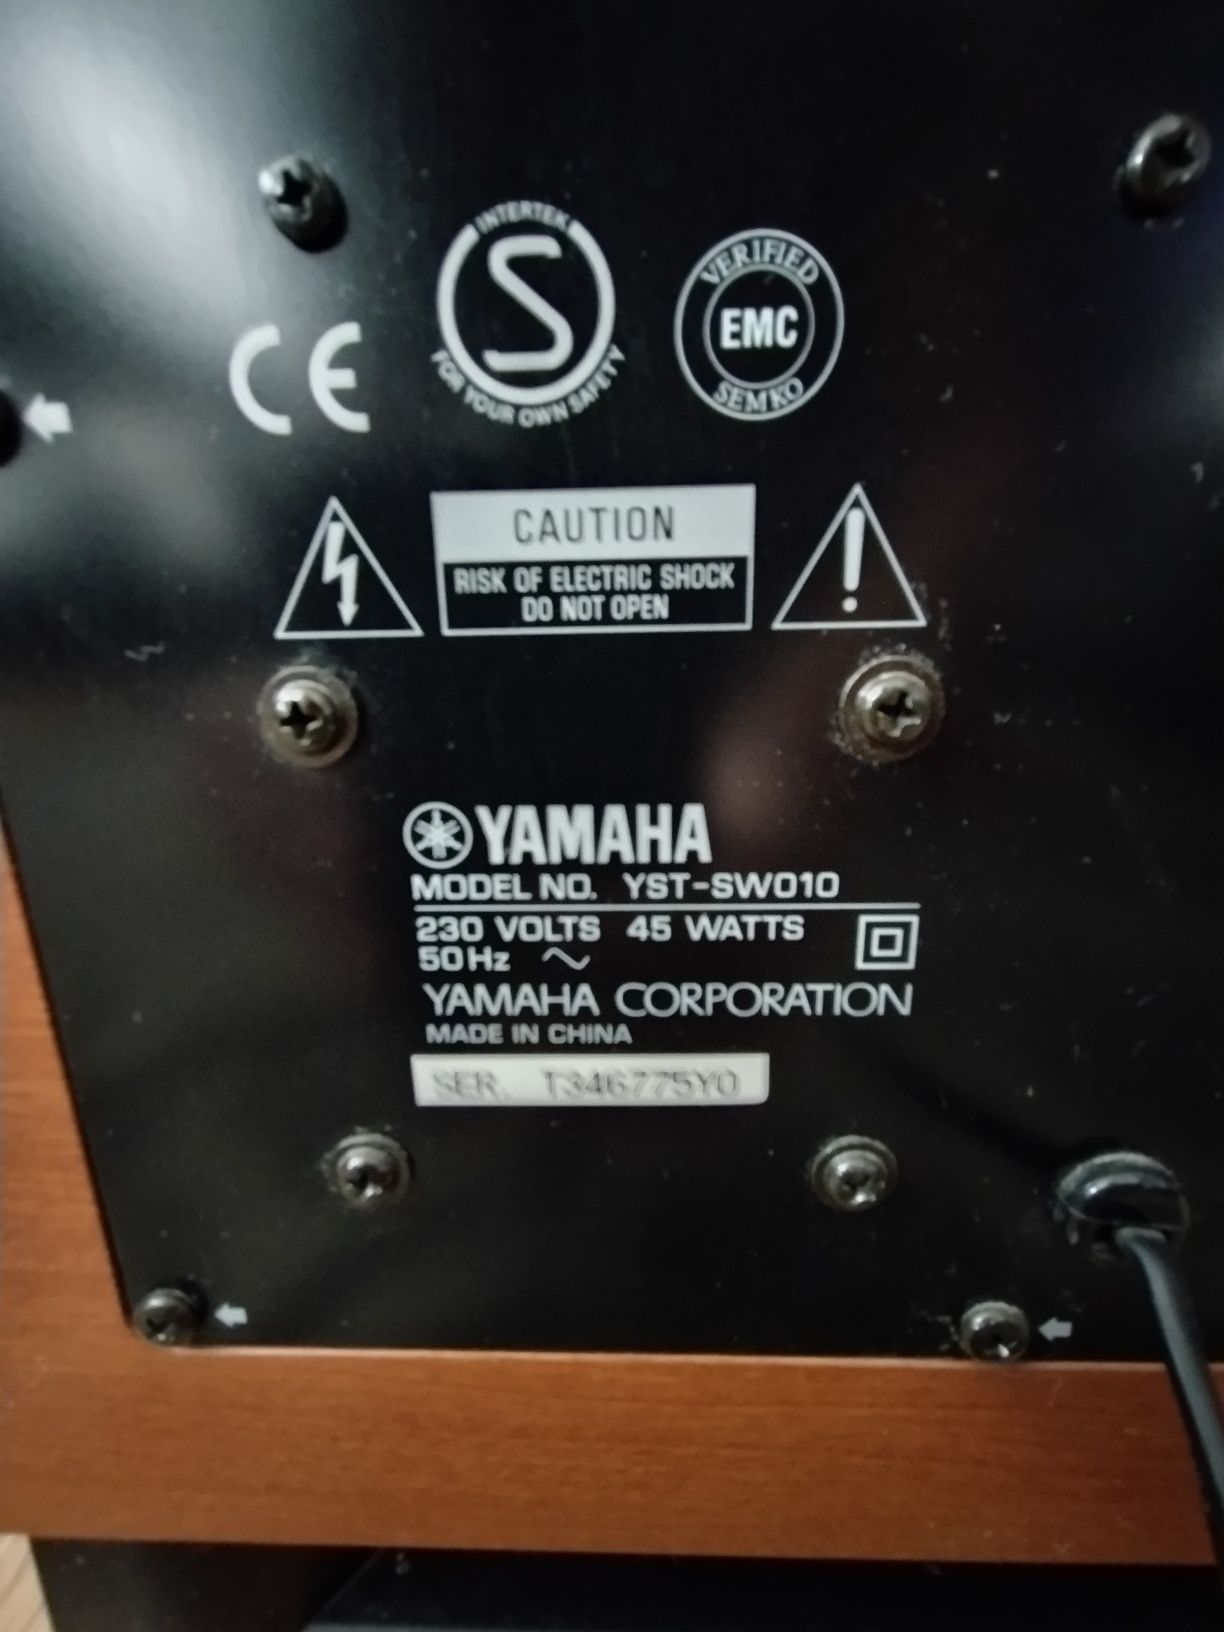 INTERTEK
S
FOR YOUR OWN SAFETY
VERIFIED
EMC
SEMKO
CE
CAUTION
RISK OF ELECTRIC SHOCK
DO NOT OPEN
YAMAHA
MODEL NO. YST-SW010
230 VOLTS 45 WATTS
50Hz ~
YAMAHA CORPORATION
MADE IN CHINA
SER. T346775Y0